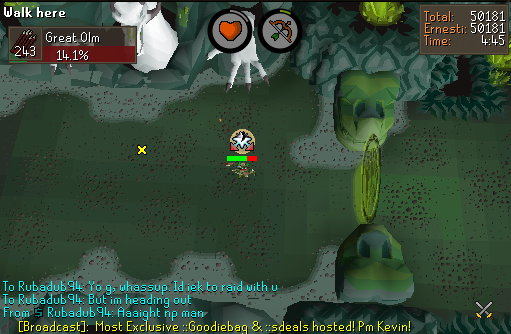 Walk here
Great Olm
243
14.1%
Total: 50181
Ernesti: 50181
Time: 4:45
To Rubadub94: Yo g, whassup. Id iek to raid with u
To Rubadub94: But im heading out
From S Rubadub94: Aaaight np man
[Broadcast]: Most Exclusive ::Goodiebag & ::sdeals hosted! Pm Kevin!